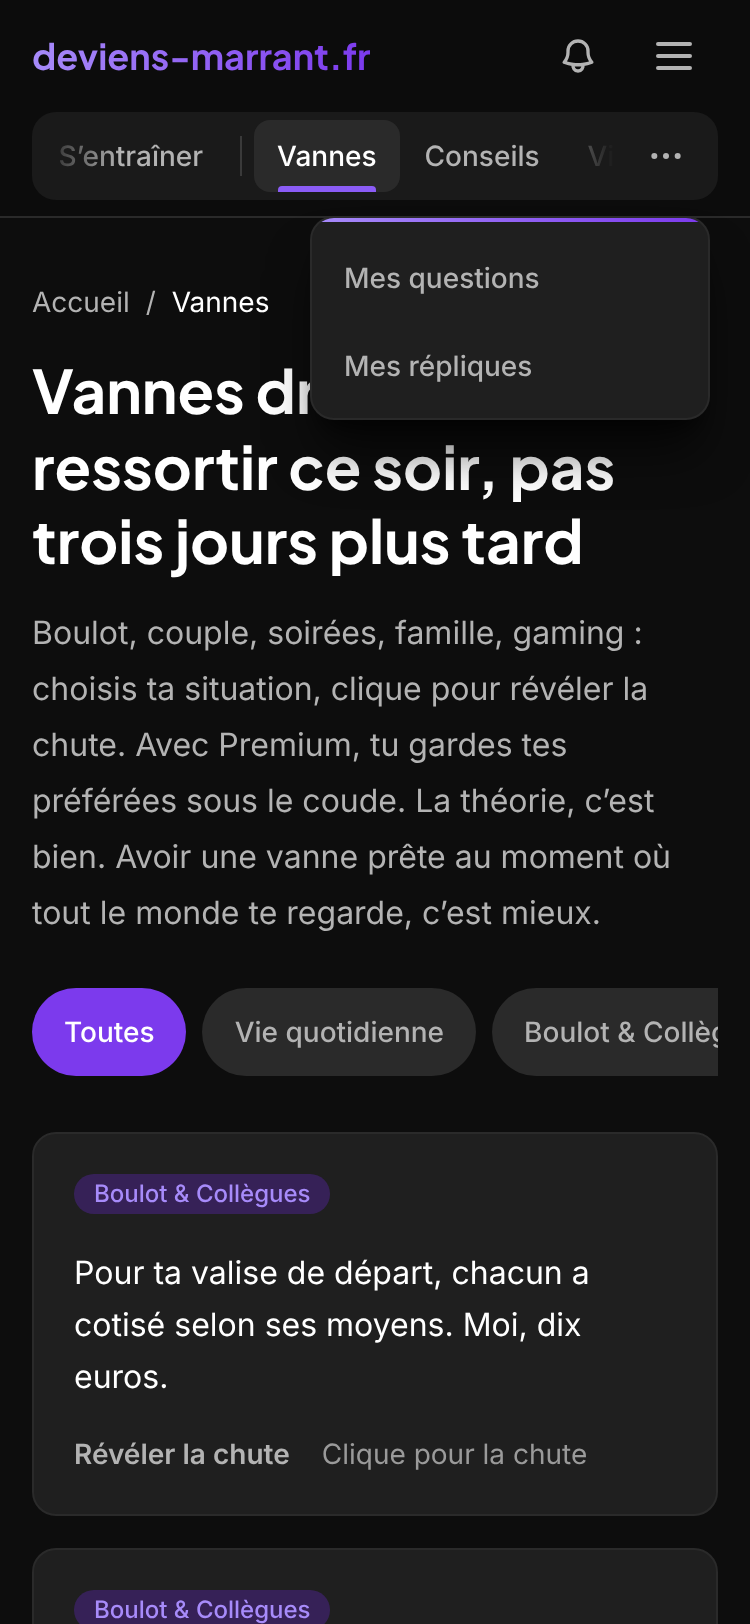 deviens-marrant.fr
S'entraîner Vannes Conseils
Mes questions
Mes répliques
Accueil / Vannes
Vannes
ressortir ce soir, pas
trois jours plus tard
Boulot, couple, soirées, famille, gaming :
choisis ta situation, clique pour révéler la
chute. Avec Premium, tu gardes tes
préférées sous le coude. La théorie, c’est
bien. Avoir une vanne prête au moment où
tout le monde te regarde, c’est mieux.
Toutes Vie quotidienne Boulot &
Boulot & Collègues
Pour ta valise de départ, chacun a
cotisé selon ses moyens. Moi, dix
euros.
Révéler la chute Clique pour la chute
Boulot & Collègues